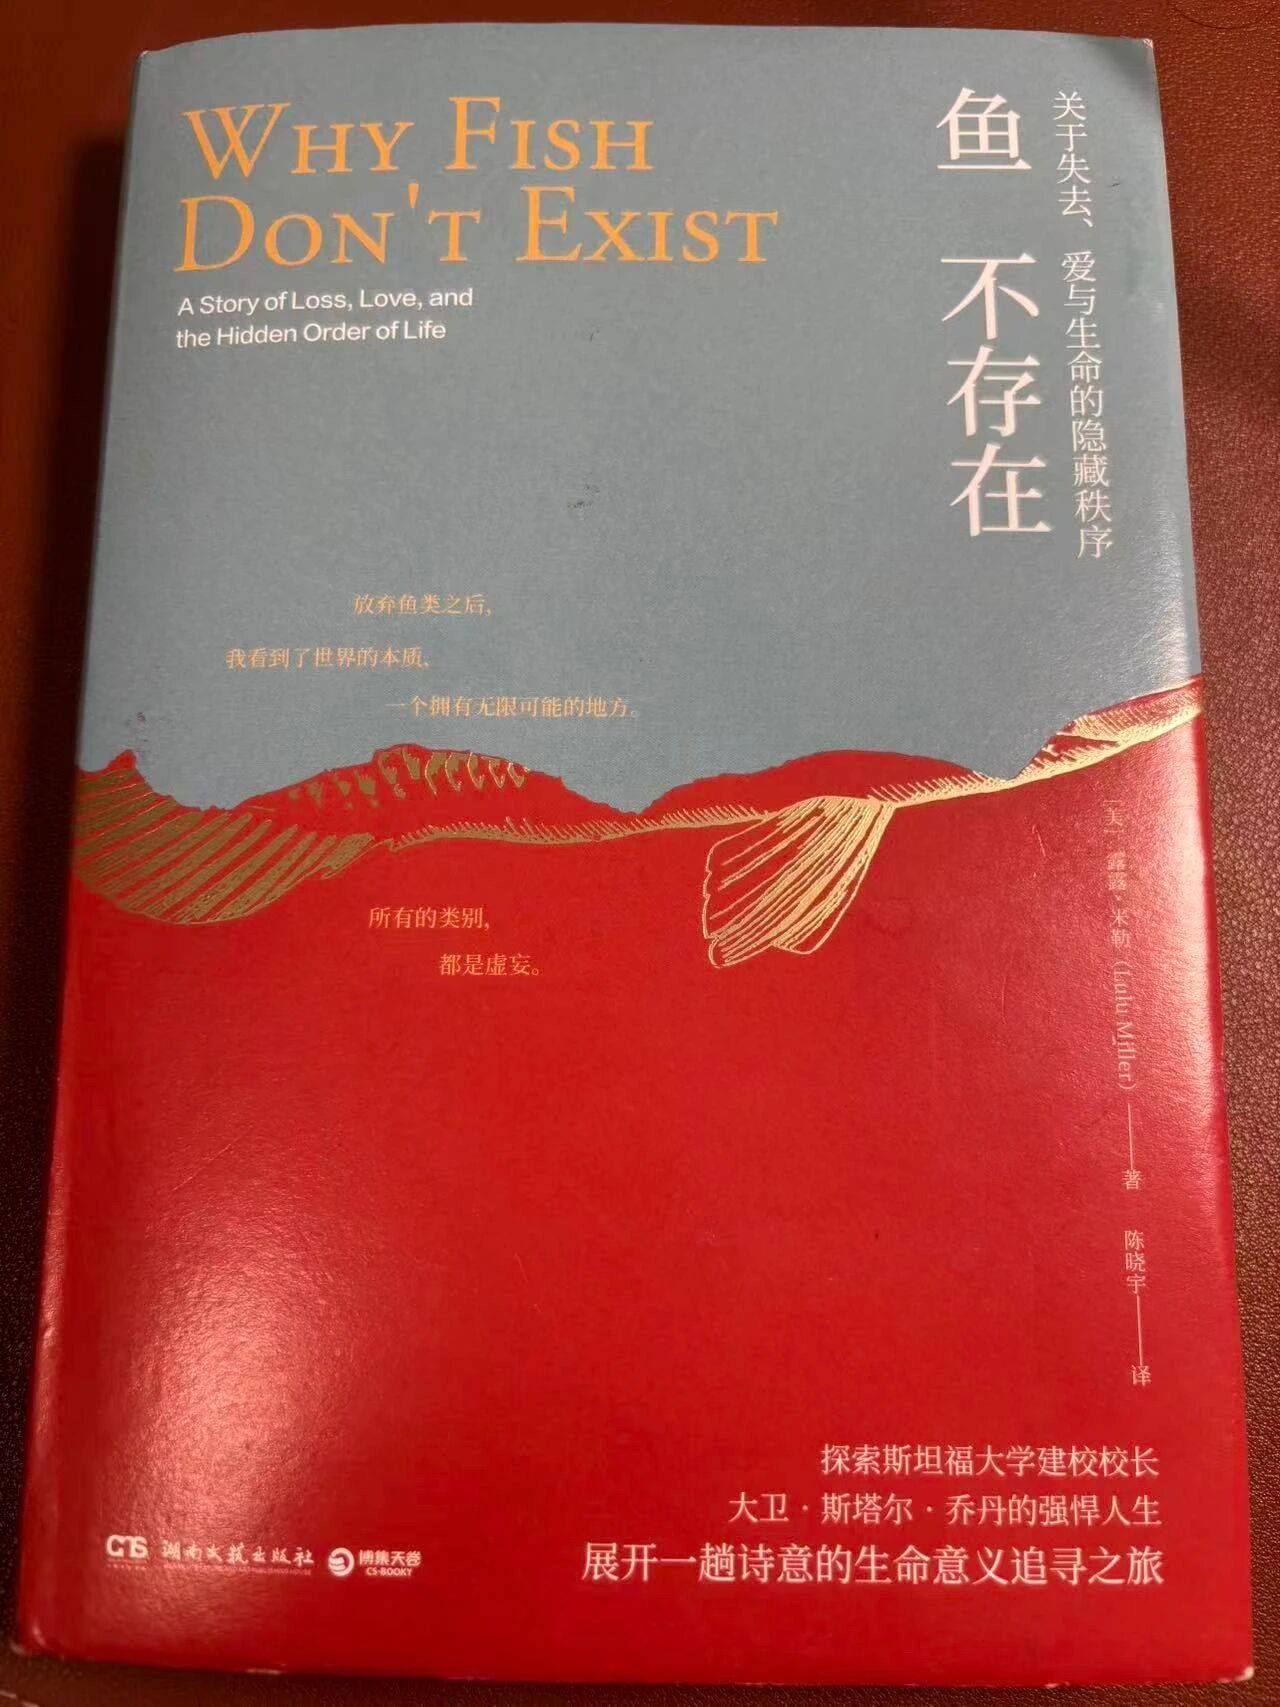 WHY FISH
DON'T EXIST
A Story of Loss, Love, and
the Hidden Order of Life
鱼不存在
关于失去、爱与生命的隐藏秩序
放弃鱼类之后,
我看到了世界的本质、
一个拥有无限可能的地方。
所有的类别,
都是虚妄。
[美] 露露·米勒 (Lulu Miller) —— 著
陈晓宇 —— 译
探索斯坦福大学建校校长
大卫·斯塔尔·乔丹的强悍人生
展开一趟诗意的生命意义追寻之旅
湖南文艺出版社
博集天卷
CS-BOOKY